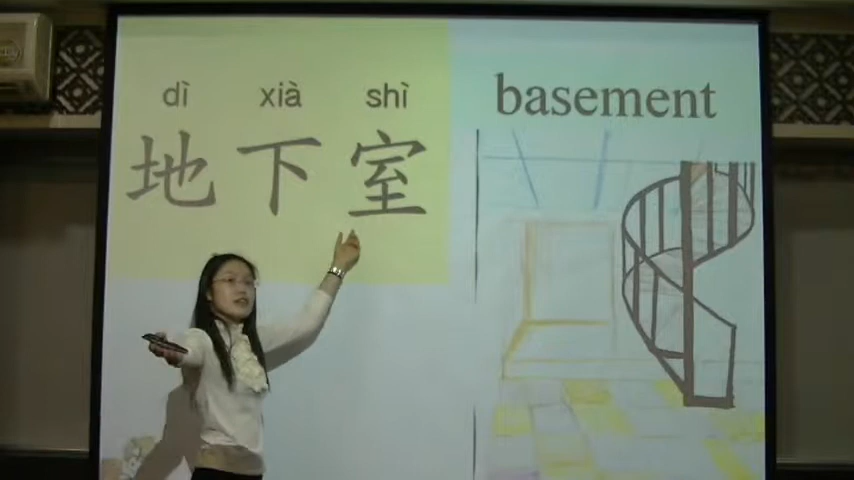 dì xià shì
地下室
basement